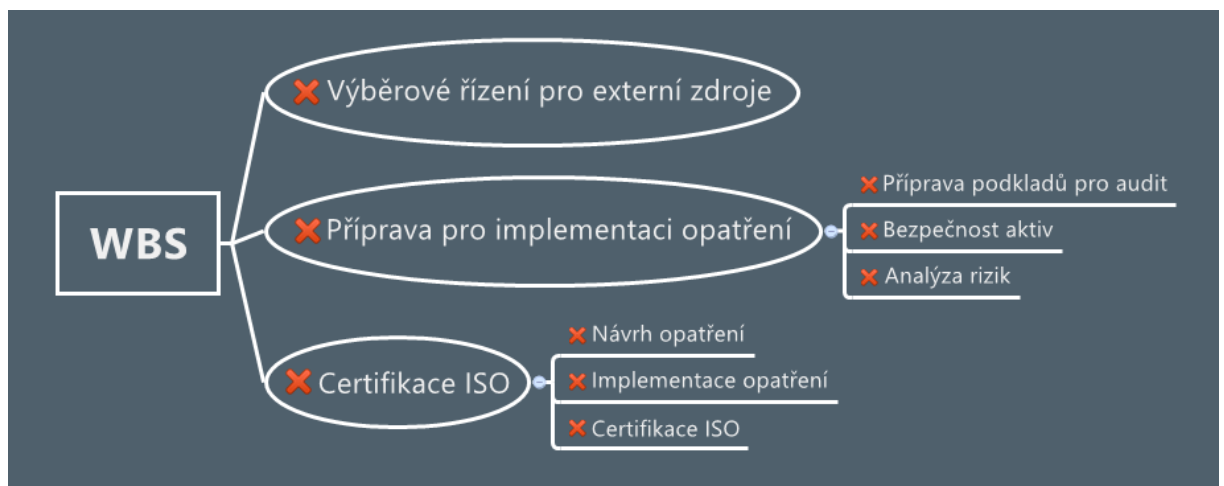 Výběrové řízení pro externí zdroje
WBS
Příprava pro implementaci opatření
Příprava podkladů pro audit
Bezpečnost aktiv
Analýza rizik
Certifikace ISO
Návrh opatření
Implementace opatření
Certifikace ISO